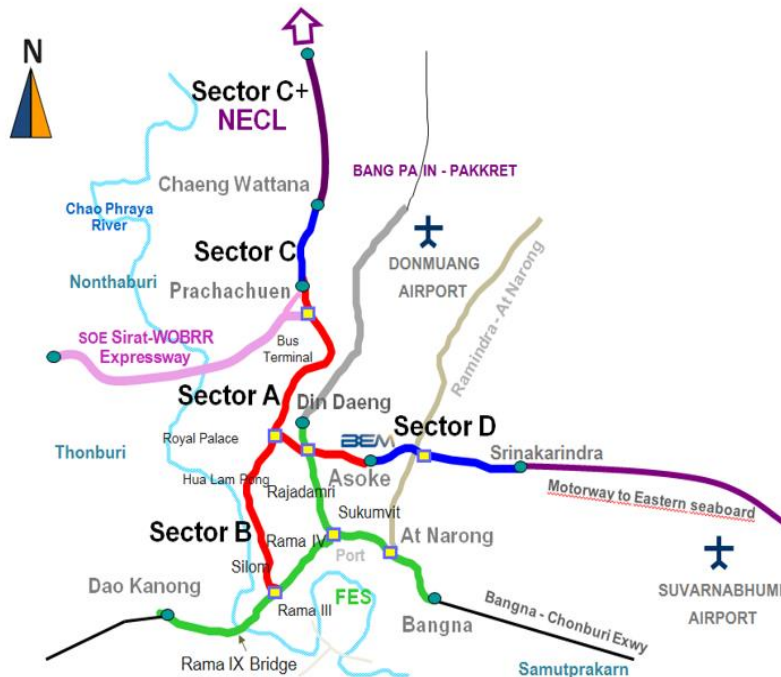 N
Sector C+
NECL
Chaeng Wattana
BANG PA IN - PAKKRET
Chao Phraya
River
Sector C
DONMUANG
AIRPORT
Nonthaburi
Prachachuen
Ramindra - At Narong
SOE Sirat-WOBRR
Expressway
Bus
Terminal
Sector A
Din Daeng
BEM
Sector D
Royal Palace
Thonburi
Asoke
Srinakarindra
Hua Lam Pong
Rajadamri
Motorway to Eastern seaboard
Sukumvit
Sector B
Rama IV
At Narong
Port
Silom
Dao Kanong
FES
Rama III
Bangna
Bangna - Chonburi Exwy
SUVARNABHUMI
AIRPORT
Rama IX Bridge
Samutprakarn